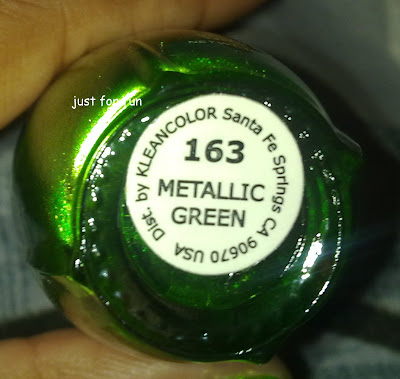 just for fun
Dist. by KLEANCOLOR Santa Fe Springs CA 90670 USA
163
METALLIC
GREEN